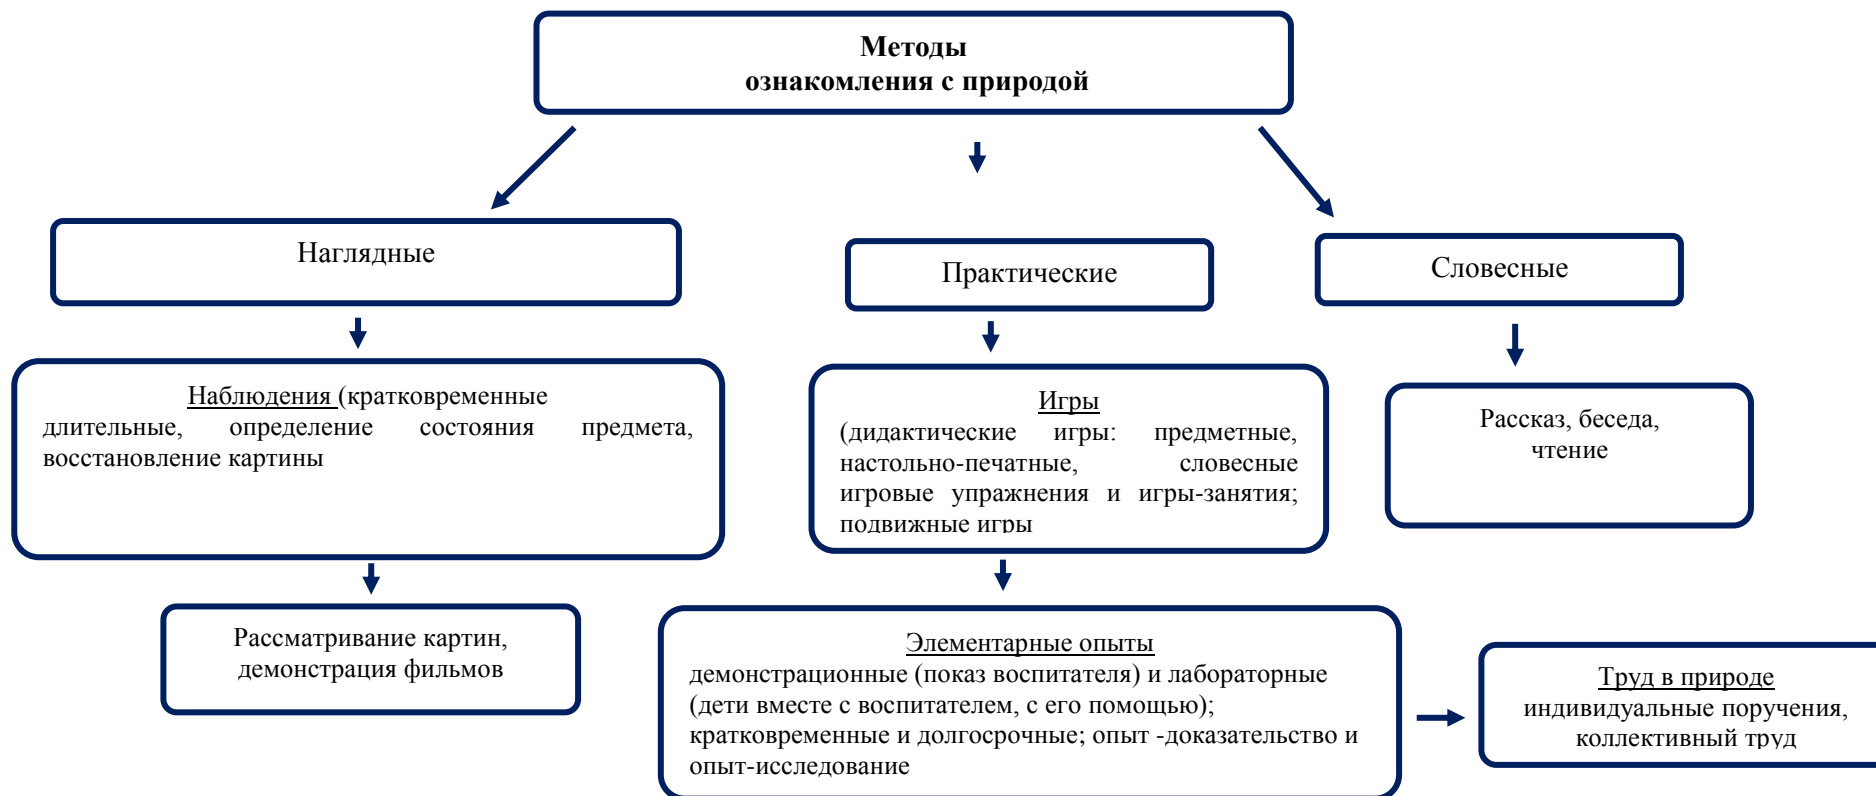 Методы
ознакомления с природой
Наглядные
Практические
Словесные
Наблюдения (кратковременные
длительные, определение состояния предмета,
восстановление картины
Игры
(дидактические игры: предметные,
настольно-печатные, словесные
игровые упражнения и игры-занятия;
подвижные игры
Рассказ, беседа,
чтение
Рассматривание картин,
демонстрация фильмов
Элементарные опыты
демонстрационные (показ воспитателя) и лабораторные
(дети вместе с воспитателем, с его помощью);
кратковременные и долгосрочные; опыт -доказательство и
опыт-исследование
Труд в природе
индивидуальные поручения,
коллективный труд